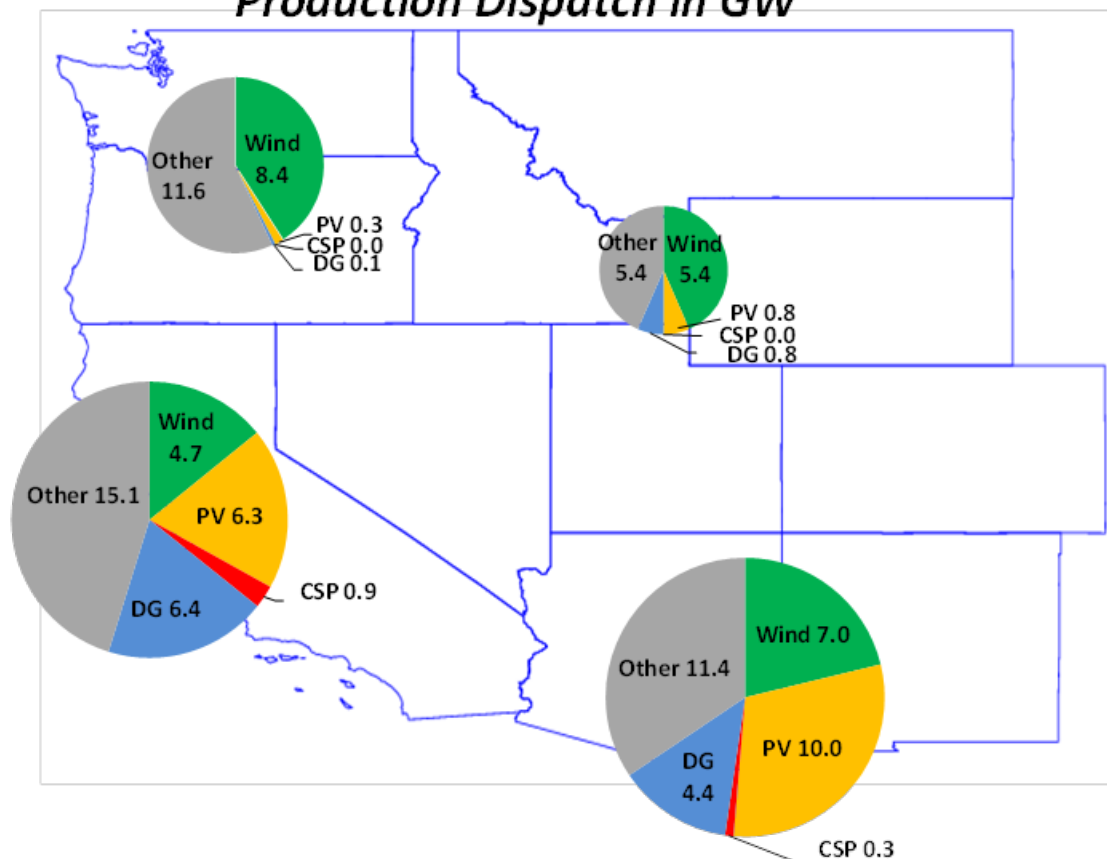 Production Dispatch in GW
Wind
8.4
Other
11.6
PV 0.3
CSP 0.0
DG 0.1
Other
5.4
Wind
5.4
PV 0.8
CSP 0.0
DG 0.8
Wind
4.7
Other 15.1
PV 6.3
CSP 0.9
DG 6.4
Wind 7.0
Other 11.4
PV 10.0
DG
4.4
CSP 0.3